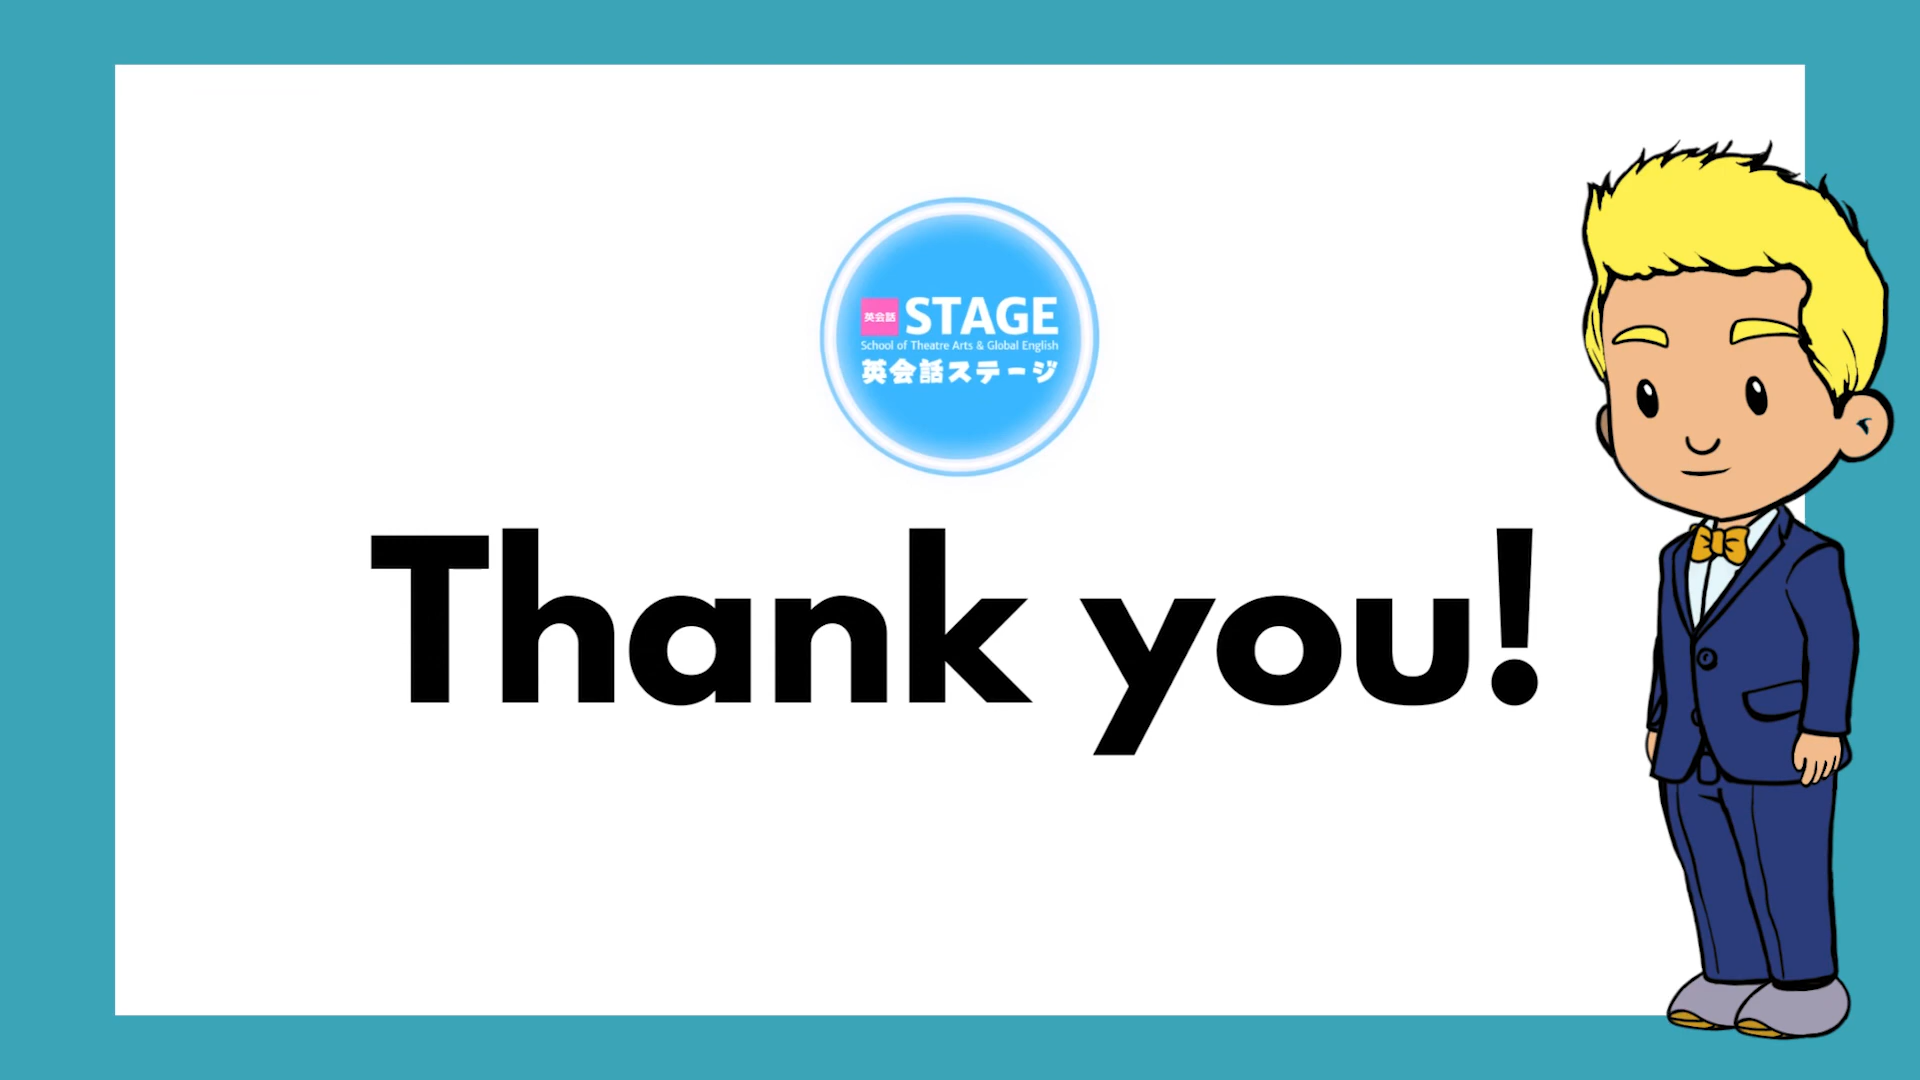 英会話 STAGE
School of Theatre Arts & Global English
英会話ステージ
Thank you!